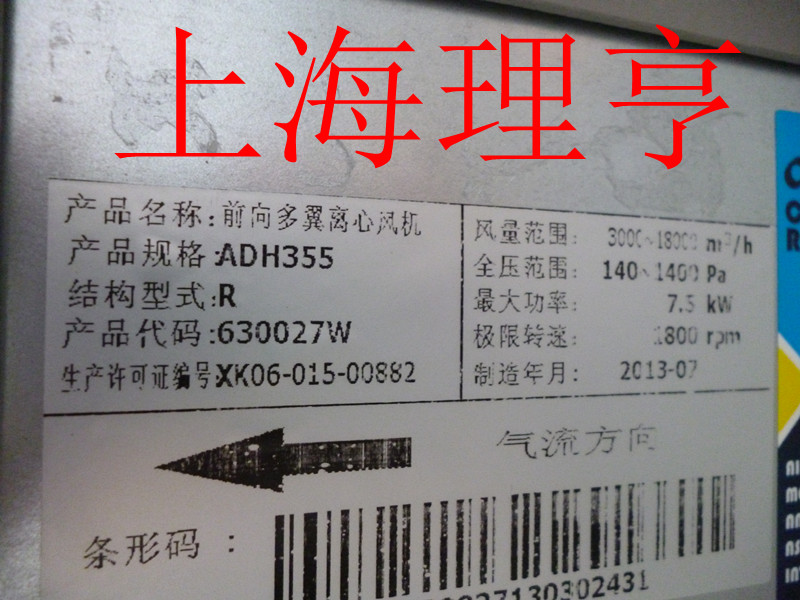 上海理亨
产品名称:前向多翼离心风机
产品规格:ADH355
结构型式:R
产品代码:630027W
生产许可证编号:XK06-015-00882
风量范围: 3000~18000 m³/h
全压范围: 140~1400 Pa
最大功率: 7.5 kW
极限转速: 1800 rpm
制造年月: 2013-07
气流方向
条形码:
27130302431